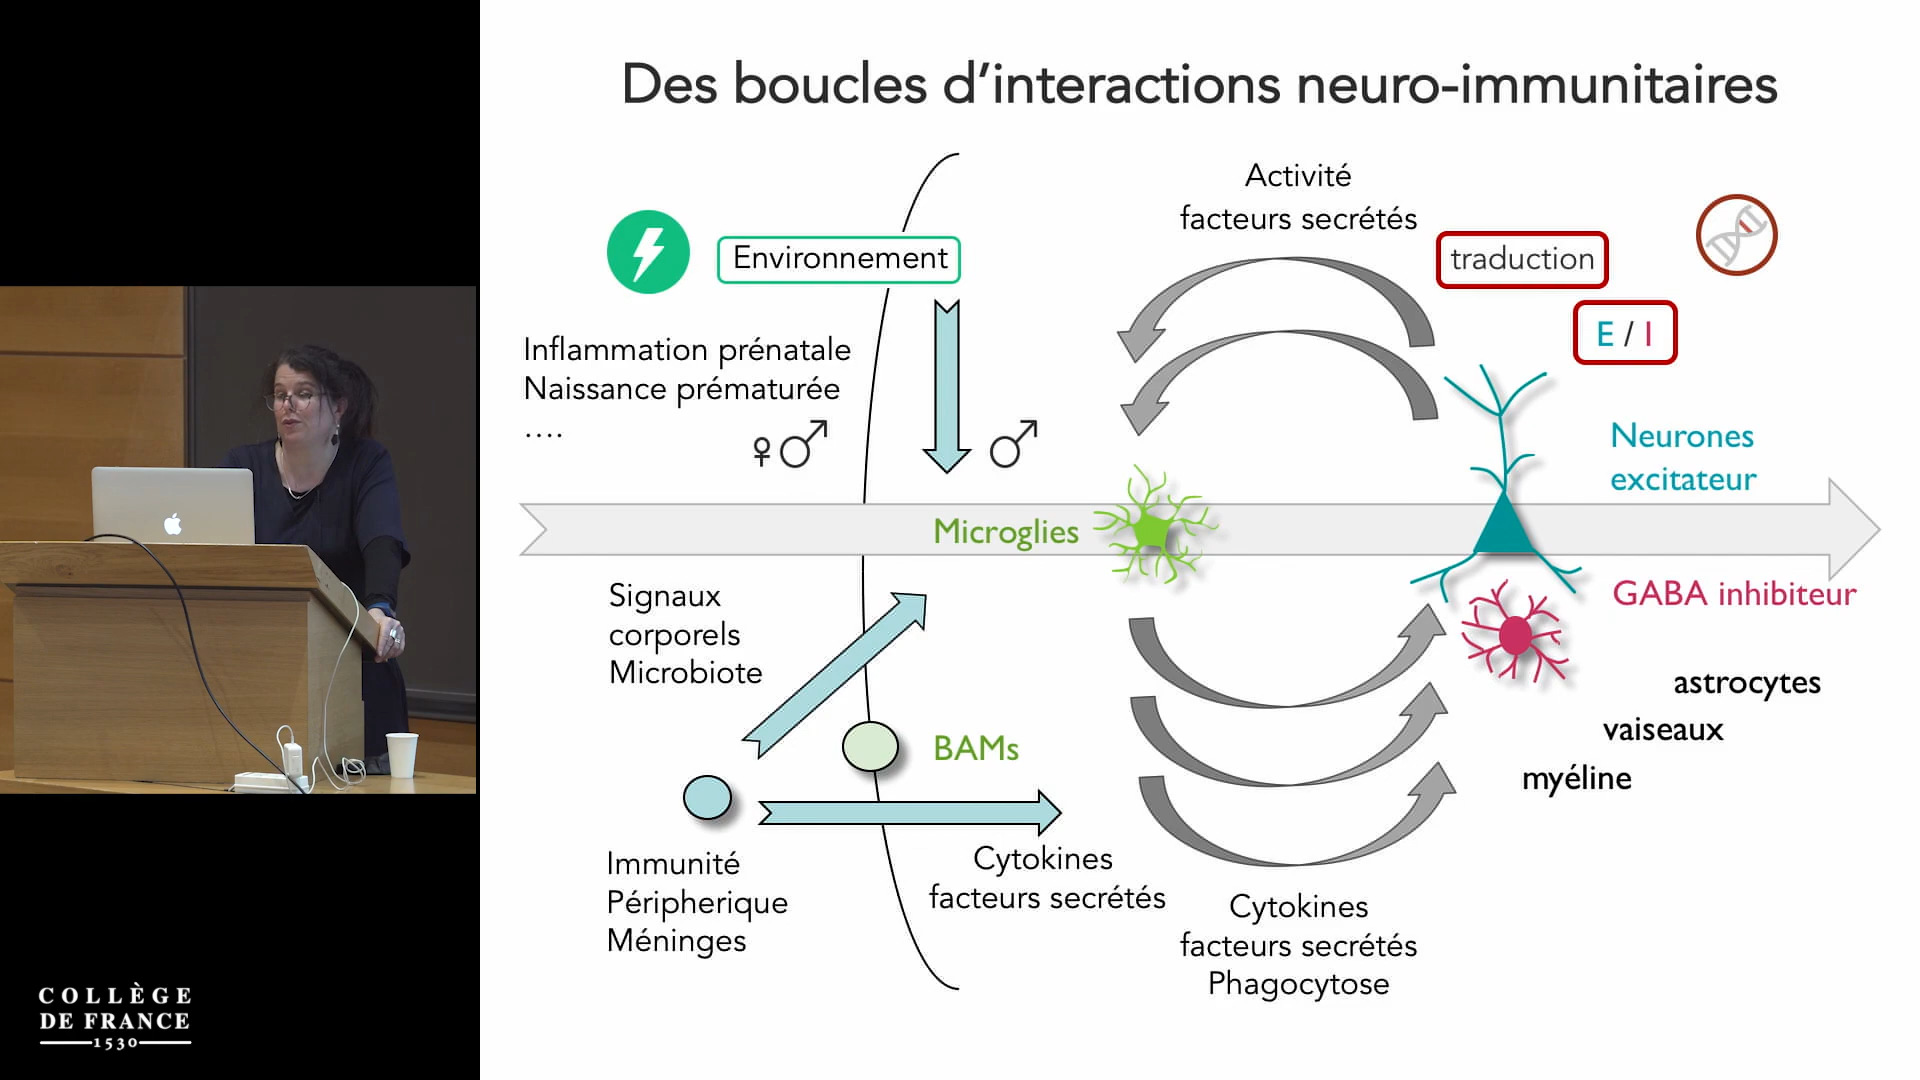 Des boucles d’interactions neuro-immunitaires
Activité
facteurs secrétés
Environnement
traduction
E / I
Inflammation prénatale
Naissance prématurée
....
♀♂
♂
Neurones
excitateur
Microglies
GABA inhibiteur
Signaux
corporels
Microbiote
astrocytes
vaiseaux
BAMs
myéline
Immunité
Péripherique
Méninges
Cytokines
facteurs secrétés
Cytokines
facteurs secrétés
Phagocytose
COLLÈGE
DE FRANCE
1530